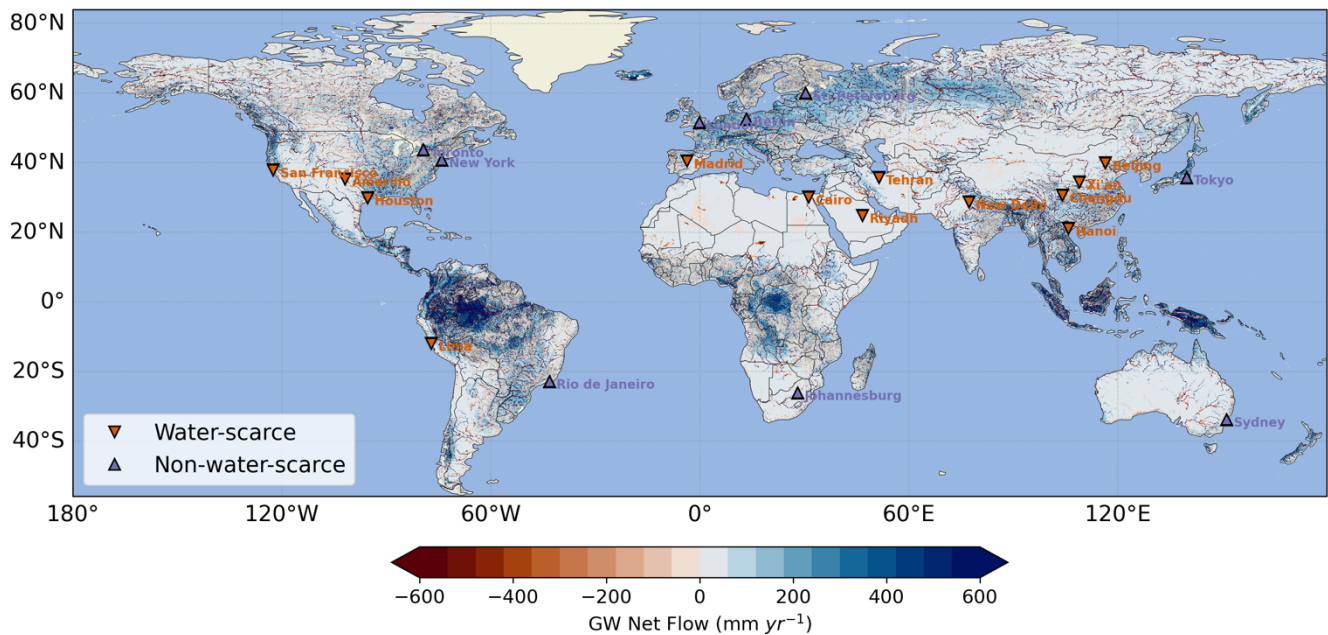 80°N
60°N
40°N
20°N
0°
20°S
40°S
St. Petersburg
Berlin
Toronto
New York
San Francisco
Amarillo
Houston
Madrid
Cairo
Tehran
Riyadh
New Delhi
Beijing
Xi'an
Chengdu
Hanoi
Tokyo
Lima
Rio de Janeiro
Johannesburg
Sydney
Water-scarce
Non-water-scarce
180°
120°W
60°W
0°
60°E
120°E
−600
−400
−200
0
200
400
600
GW Net Flow (mm yr⁻¹)